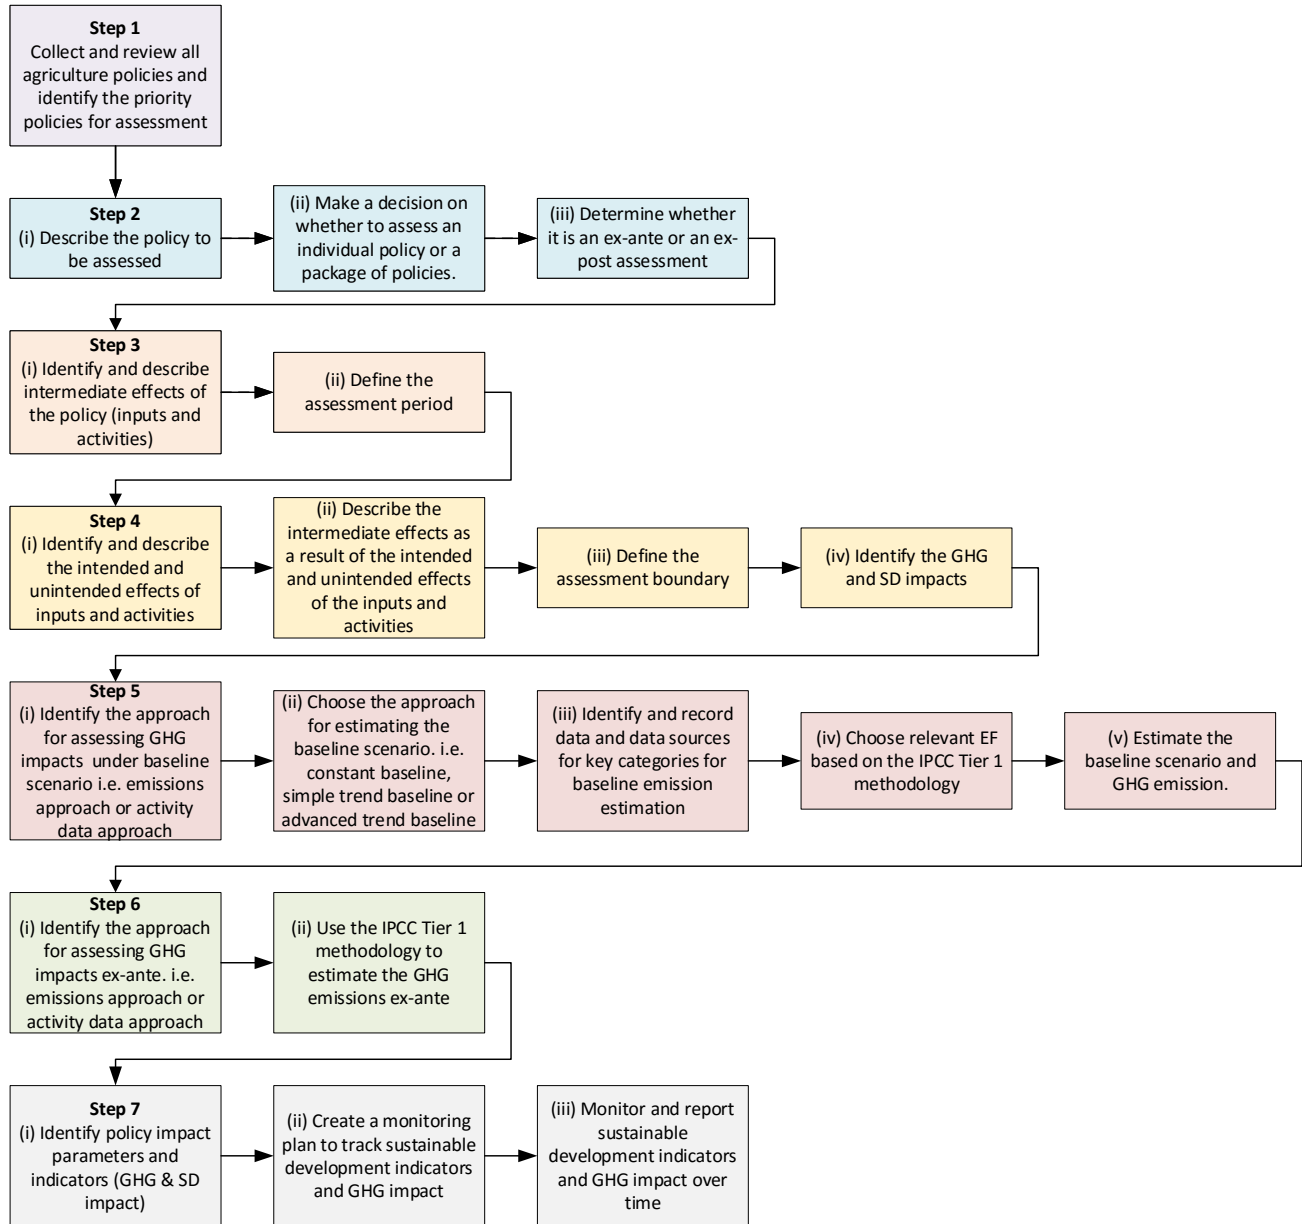 Step 1
Collect and review all
agriculture policies and
identify the priority
policies for assessment
Step 2
(i) Describe the policy to
be assessed
(ii) Make a decision on
whether to assess an
individual policy or a
package of policies.
(iii) Determine whether
it is an ex-ante or an ex-
post assessment
Step 3
(i) Identify and describe
intermediate effects of
the policy (inputs and
activities)
(ii) Define the
assessment period
Step 4
(i) Identify and describe
the intended and
unintended effects of
inputs and activities
(ii) Describe the
intermediate effects as
a result of the intended
and unintended effects
of the inputs and
activities
(iii) Define the
assessment boundary
(iv) Identify the GHG
and SD impacts
Step 5
(i) Identify the approach
for assessing GHG
impacts under baseline
scenario i.e. emissions
approach or activity
data approach
(ii) Choose the approach
for estimating the
baseline scenario. i.e.
constant baseline,
simple trend baseline or
advanced trend baseline
(iii) Identify and record
data and data sources
for key categories for
baseline emission
estimation
(iv) Choose relevant EF
based on the IPCC Tier 1
methodology
(v) Estimate the
baseline scenario and
GHG emission.
Step 6
(i) Identify the approach
for assessing GHG
impacts ex-ante. i.e.
emissions approach or
activity data approach
(ii) Use the IPCC Tier 1
methodology to
estimate the GHG
emissions ex-ante
Step 7
(i) Identify policy impact
parameters and
indicators (GHG & SD
impact)
(ii) Create a monitoring
plan to track sustainable
development indicators
and GHG impact
(iii) Monitor and report
sustainable
development indicators
and GHG impact over
time